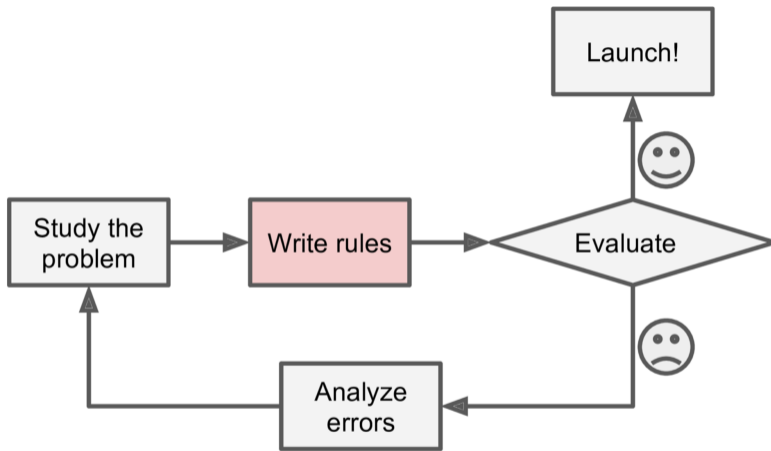 Launch!
Study the
problem
Write rules
Evaluate
Analyze
errors